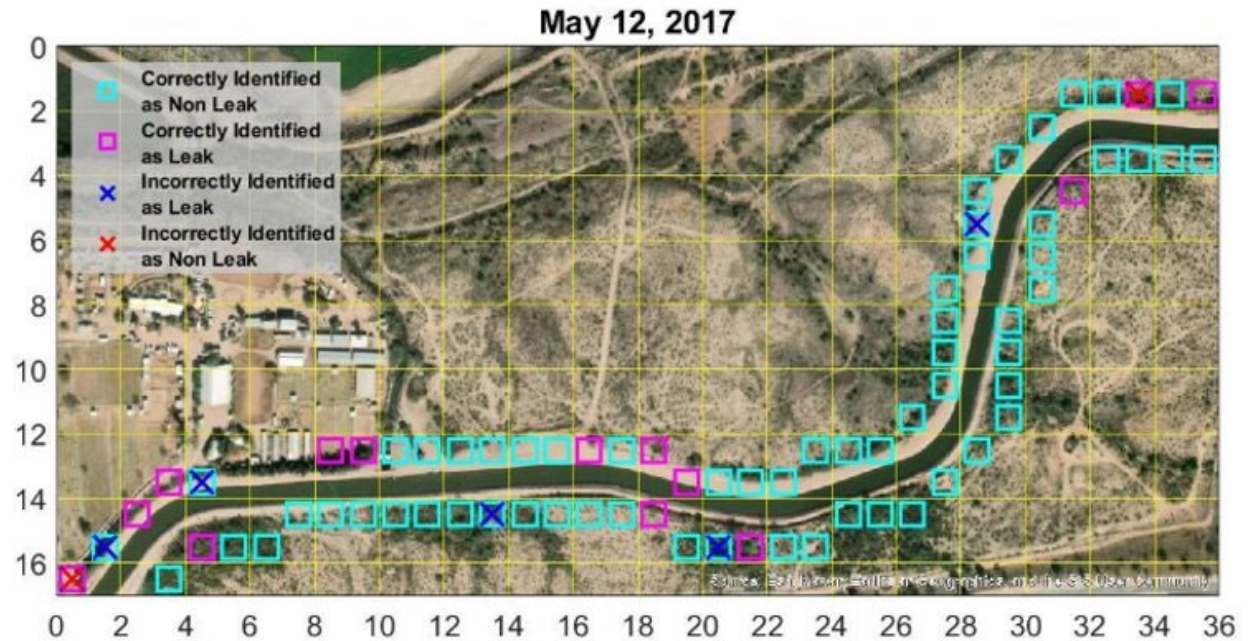 May 12, 2017
Correctly Identified
as Non Leak
Correctly Identified
as Leak
Incorrectly Identified
as Leak
Incorrectly Identified
as Non Leak
0
2
4
6
8
10
12
14
16
0 2 4 6 8 10 12 14 16 18 20 22 24 26 28 30 32 34 36